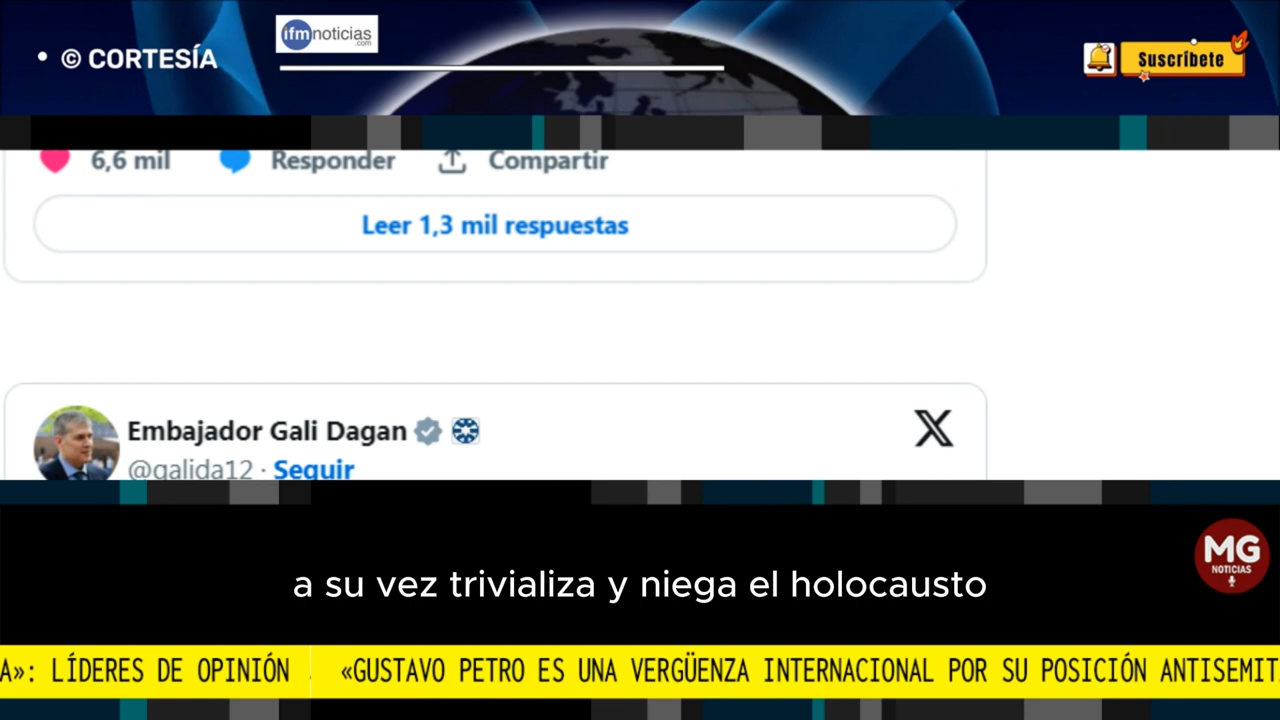 © CORTESÍA
ifmnoticias
.com
Suscríbete
6,6 mil Responder Compartir
Leer 1,3 mil respuestas
Embajador Gali Dagan
X
@galida12 · Seguir
a su vez trivializa y niega el holocausto
MG
NOTICIAS
A»: LÍDERES DE OPINIÓN «GUSTAVO PETRO ES UNA VERGÜENZA INTERNACIONAL POR SU POSICIÓN ANTISEMIT